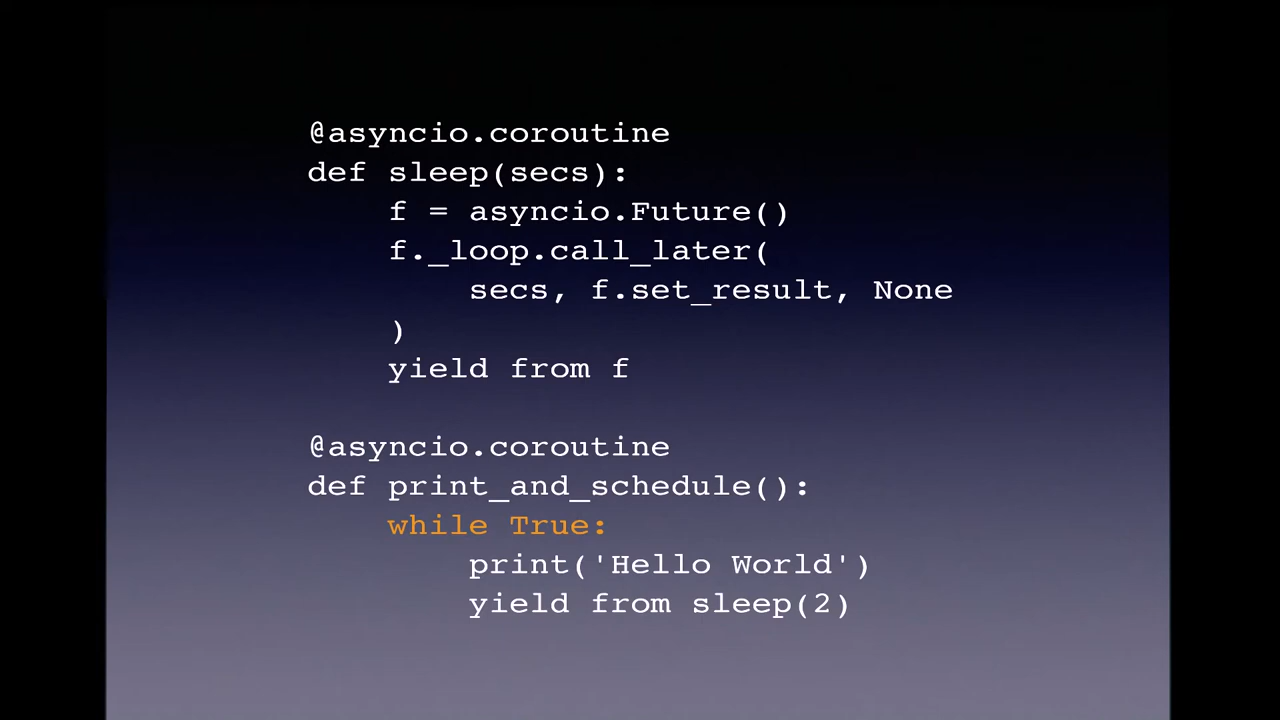 @asyncio.coroutine
def sleep(secs):
    f = asyncio.Future()
    f._loop.call_later(
        secs, f.set_result, None
    )
    yield from f

@asyncio.coroutine
def print_and_schedule():
    while True:
        print('Hello World')
        yield from sleep(2)